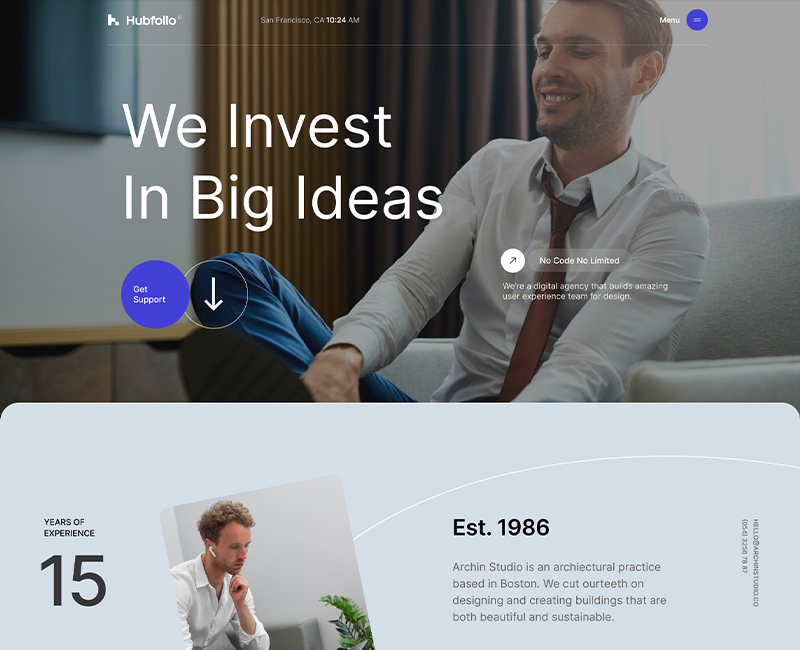 Hubfolio
San Francisco, CA 10:24 AM
Menu
We Invest
In Big Ideas
Get
Support
No Code No Limited
We're a digital agency that builds amazing
user experience team for design.
YEARS OF
EXPERIENCE
15
Est. 1986
Archin Studio is an archiectural practice
based in Boston. We cut ourteeth on
designing and creating buildings that are
both beautiful and sustainable.
HELLO@ARCHINSTUDIO.CO
(054) 3256 78 87